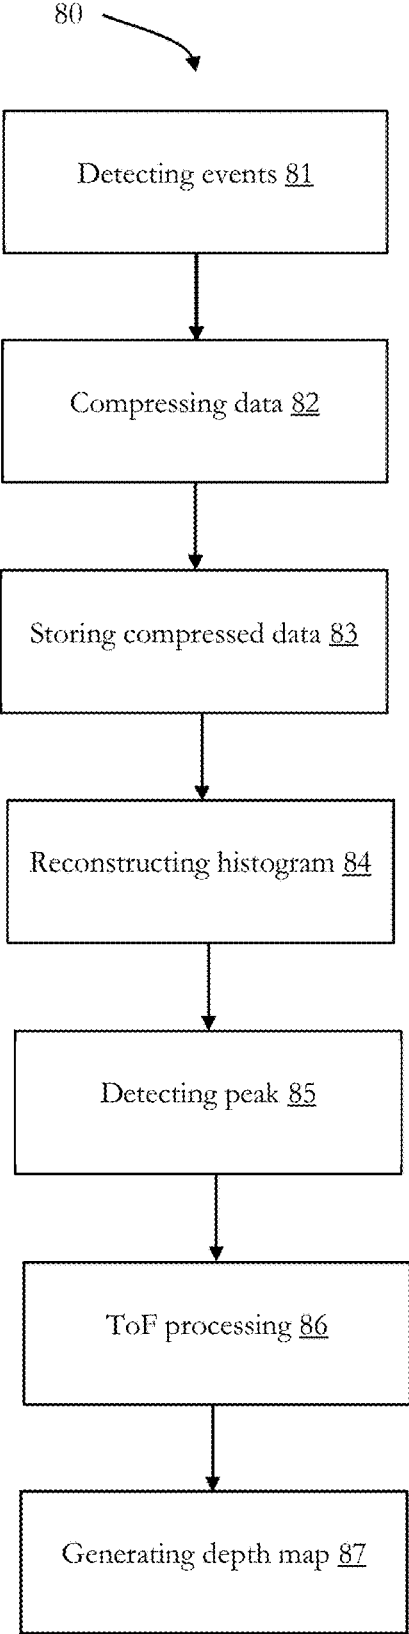 80
Detecting events 81
Compressing data 82
Storing compressed data 83
Reconstructing histogram 84
Detecting peak 85
ToF processing 86
Generating depth map 87